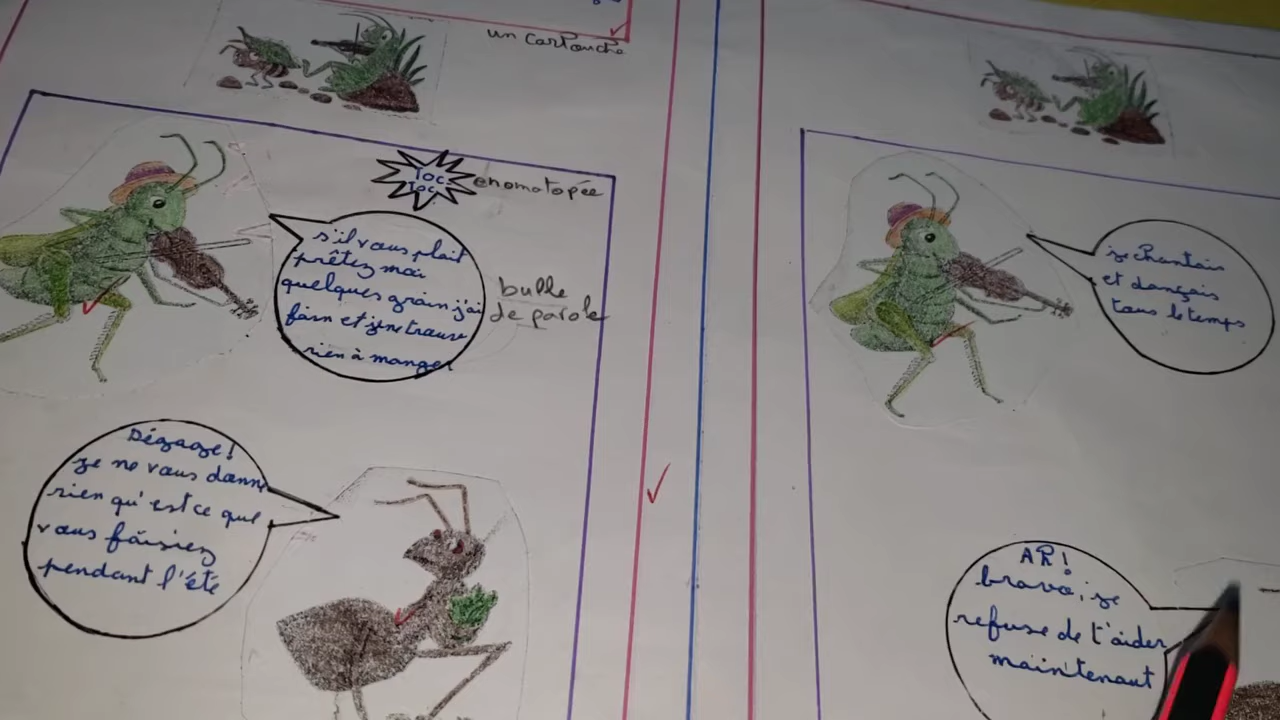 un cartouche
Toc
Toc
onomatopée
s'il vous plait
prêtez moi
quelques grain j'ai
faim et je ne trouve
rien à manger
bulle
de parole
Dégage!
je ne vous donne
rien qu'est ce que
vous faisiez
pendant l'été
je chantais
et dançais
tous le temps
AR!
bravo, je
refuse de t'aider
maintenant